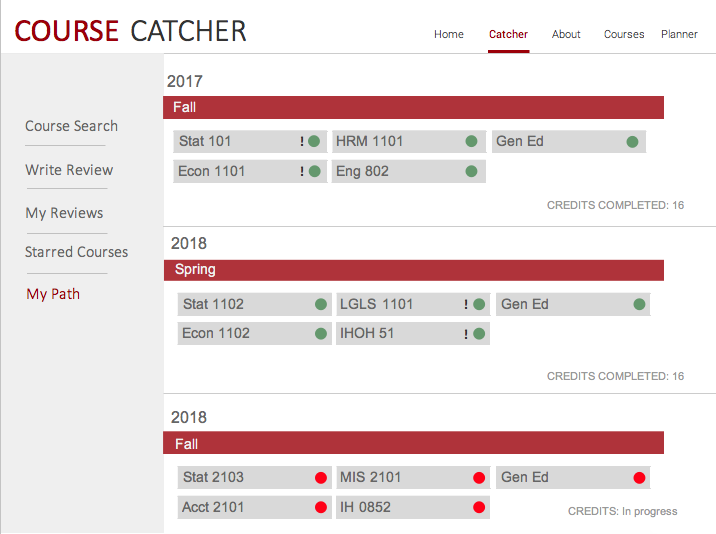 COURSE CATCHER
Home Catcher About Courses Planner
Course Search
Write Review
My Reviews
Starred Courses
My Path
2017
Fall
Stat 101 ! HRM 1101 Gen Ed
Econ 1101 ! Eng 802
CREDITS COMPLETED: 16
2018
Spring
Stat 1102 LGLS 1101 ! Gen Ed
Econ 1102 IHOH 51 !
CREDITS COMPLETED: 16
2018
Fall
Stat 2103 MIS 2101 Gen Ed
Acct 2101 IH 0852
CREDITS: In progress